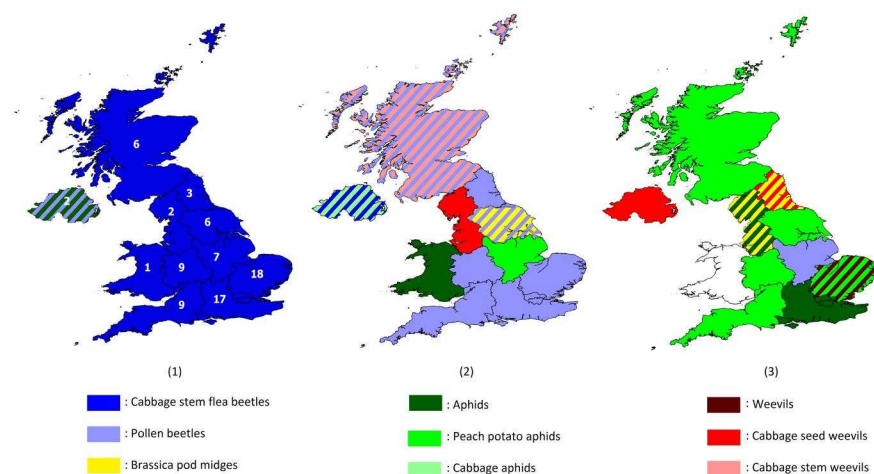 6
3
2
2
6
7
1
9
18
9
17
(1)
(2)
(3)
: Cabbage stem flea beetles
: Aphids
: Weevils
: Pollen beetles
: Peach potato aphids
: Cabbage seed weevils
: Brassica pod midges
: Cabbage aphids
: Cabbage stem weevils